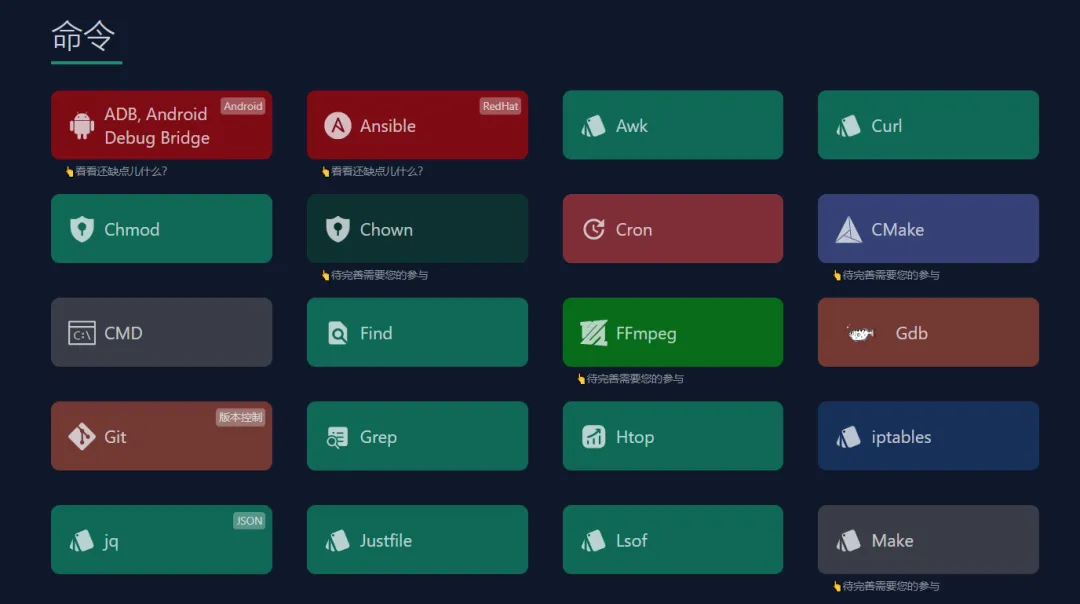 命令
ADB, Android
Debug Bridge
Android
👆看看还缺点儿什么?
Ansible
RedHat
👆看看还缺点儿什么?
Awk
Curl
Chmod
Chown
👆待完善需要您的参与
Cron
CMake
👆待完善需要您的参与
C:\
CMD
Find
FFmpeg
👆待完善需要您的参与
Gdb
Git
版本控制
Grep
Htop
iptables
jq
JSON
Justfile
Lsof
Make
👆待完善需要您的参与